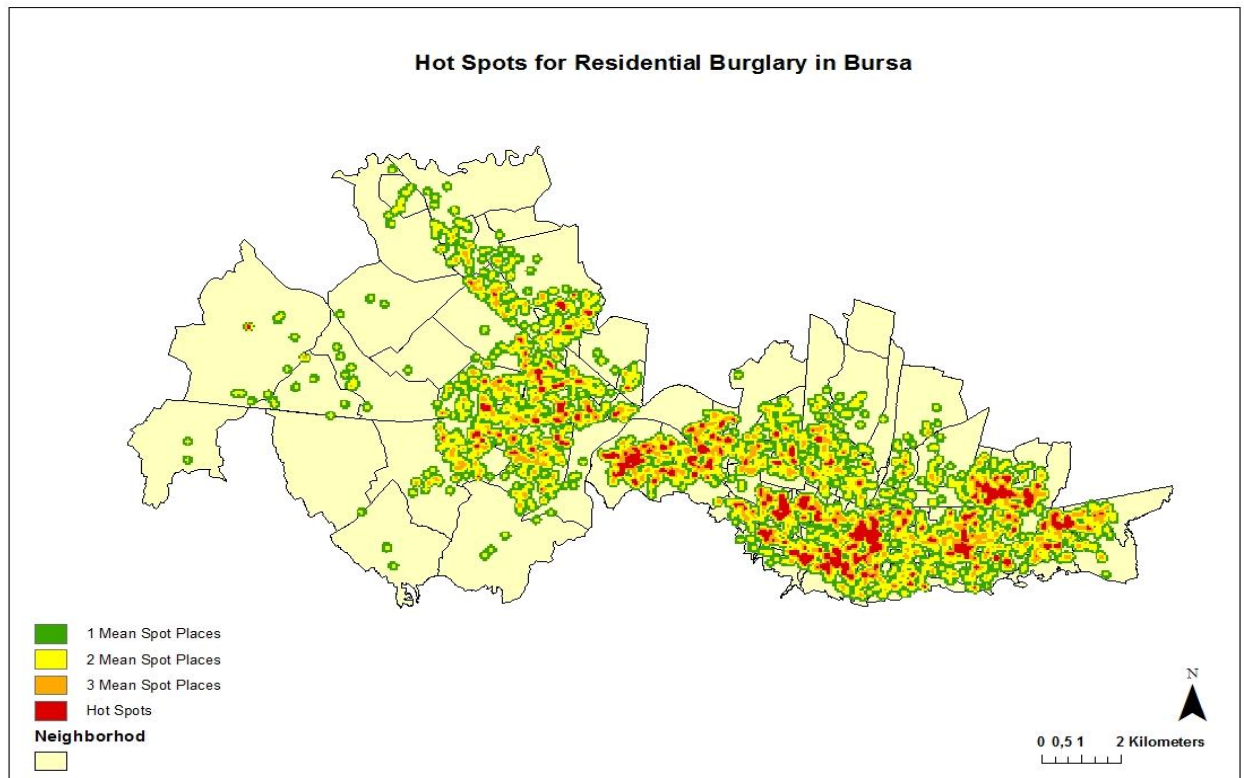 Hot Spots for Residential Burglary in Bursa
1 Mean Spot Places
2 Mean Spot Places
3 Mean Spot Places
Hot Spots
Neighborhod
N
0 0,5 1 2 Kilometers